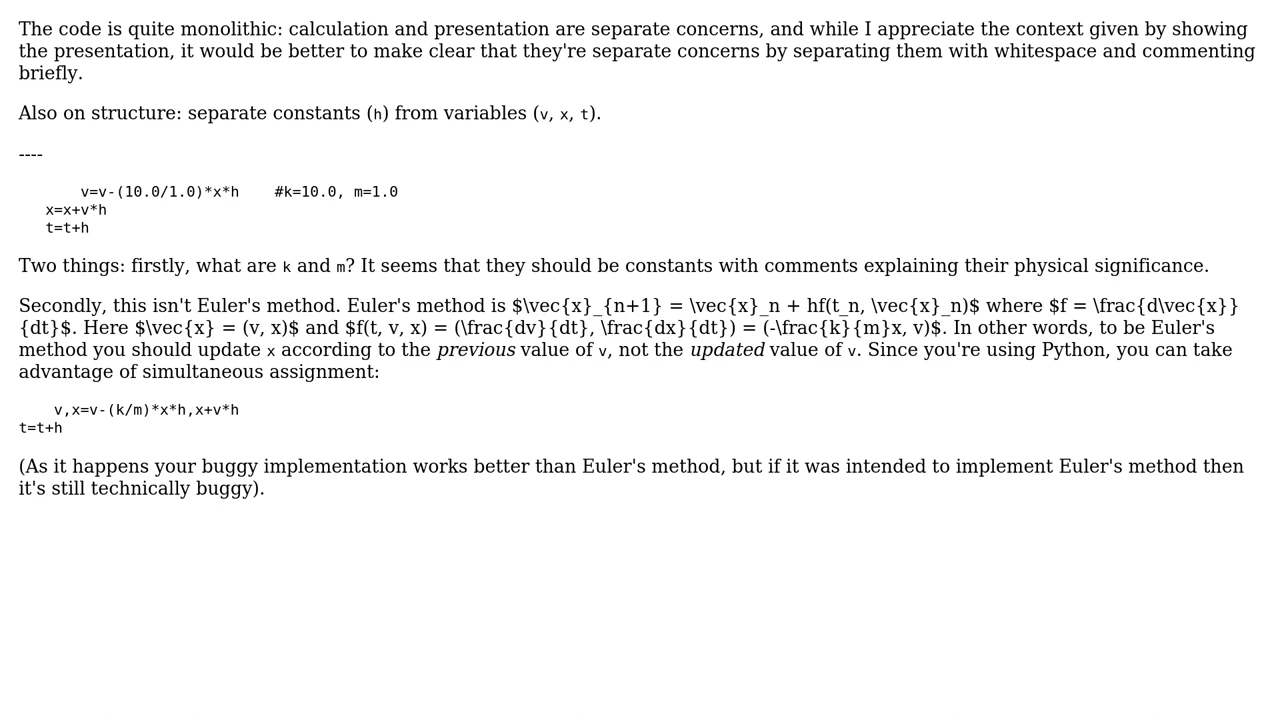 The code is quite monolithic: calculation and presentation are separate concerns, and while I appreciate the context given by showing
the presentation, it would be better to make clear that they're separate concerns by separating them with whitespace and commenting
briefly.
Also on structure: separate constants (h) from variables (v, x, t).
----
v=v-(10.0/1.0)*x*h    #k=10.0, m=1.0
x=x+v*h
t=t+h
Two things: firstly, what are k and m? It seems that they should be constants with comments explaining their physical significance.
Secondly, this isn't Euler's method. Euler's method is $\vec{x}_{n+1} = \vec{x}_n + hf(t_n, \vec{x}_n)$ where $f = \frac{d\vec{x}}
{dt}$. Here $\vec{x} = (v, x)$ and $f(t, v, x) = (\frac{dv}{dt}, \frac{dx}{dt}) = (-\frac{k}{m}x, v)$. In other words, to be Euler's
method you should update x according to the previous value of v, not the updated value of v. Since you're using Python, you can take
advantage of simultaneous assignment:
v,x=v-(k/m)*x*h,x+v*h
t=t+h
(As it happens your buggy implementation works better than Euler's method, but if it was intended to implement Euler's method then
it's still technically buggy).